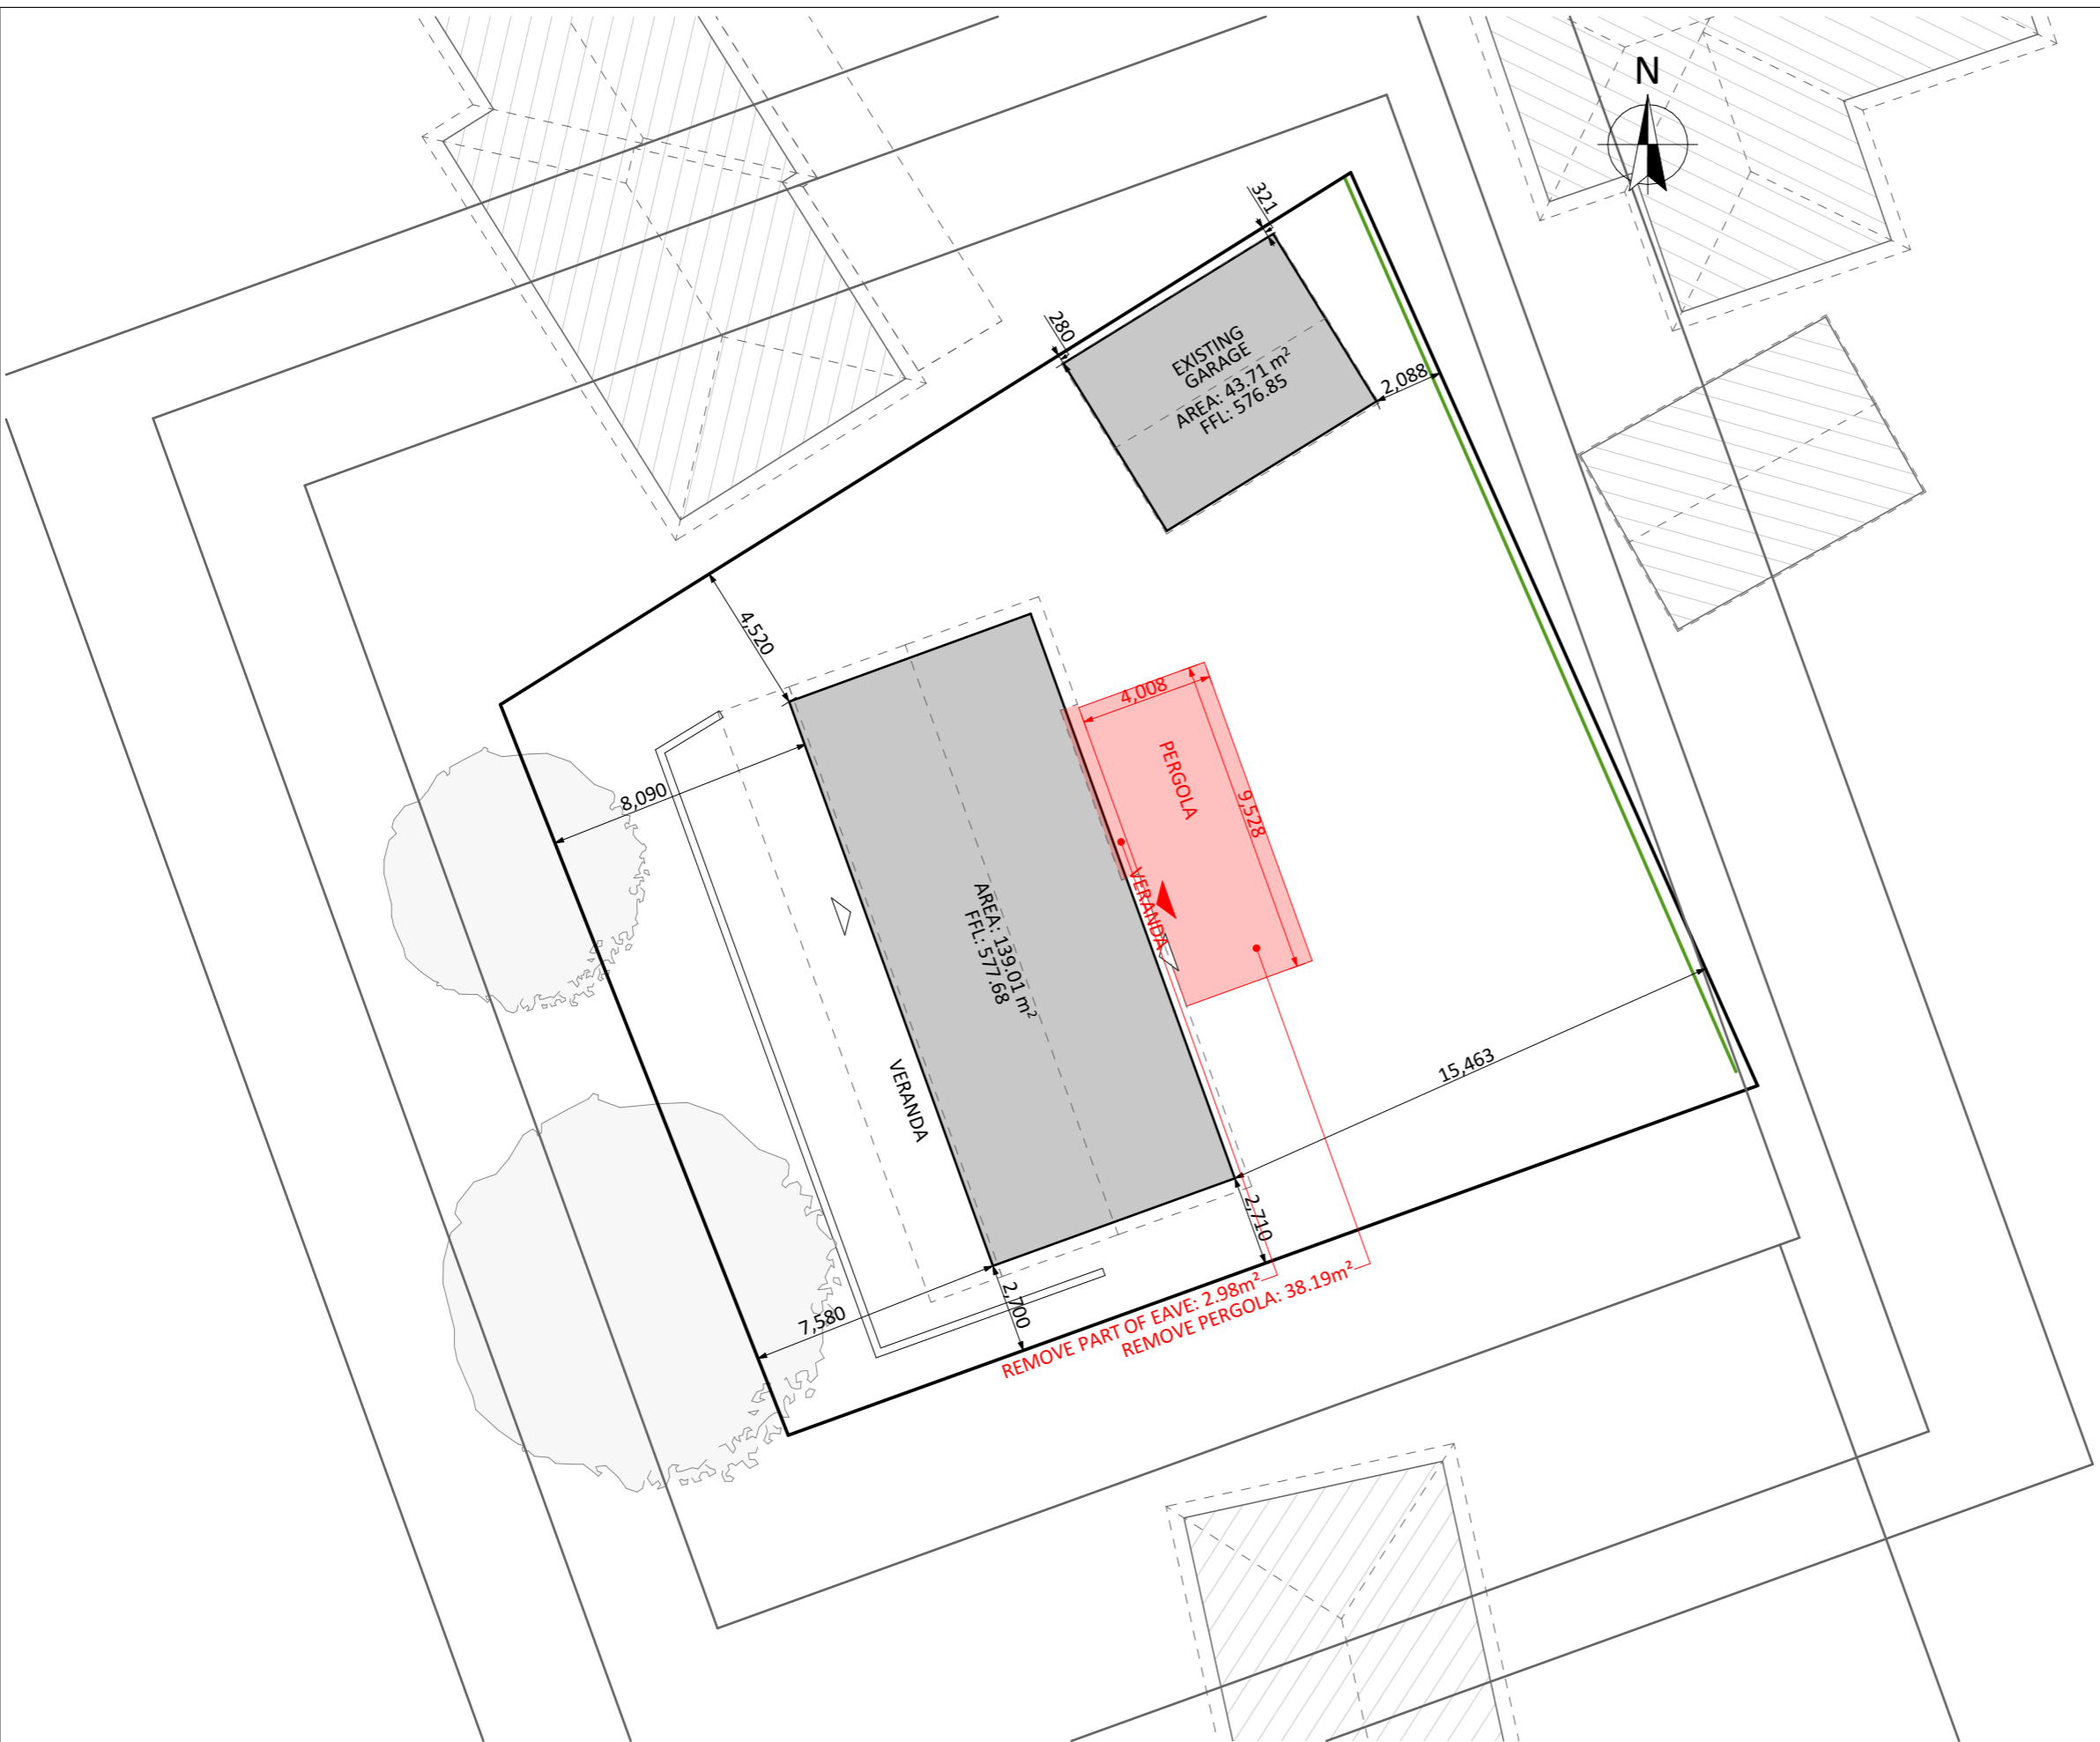 N
321
280
EXISTING
GARAGE
AREA: 43.71 m²
FFL: 576.85
2,088
4,520
4,008
PERGOLA
9,528
8,090
VERANDA
AREA: 139.01 m²
FFL: 577.68
VERANDA
15,463
2,710
2,700
7,580
REMOVE PART OF EAVE: 2.98m²
REMOVE PERGOLA: 38.19m²